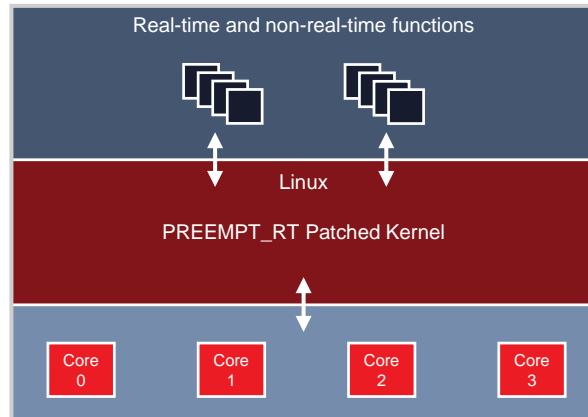 Real-time and non-real-time functions
Linux
PREEMPT_RT Patched Kernel
Core
0
Core
1
Core
2
Core
3